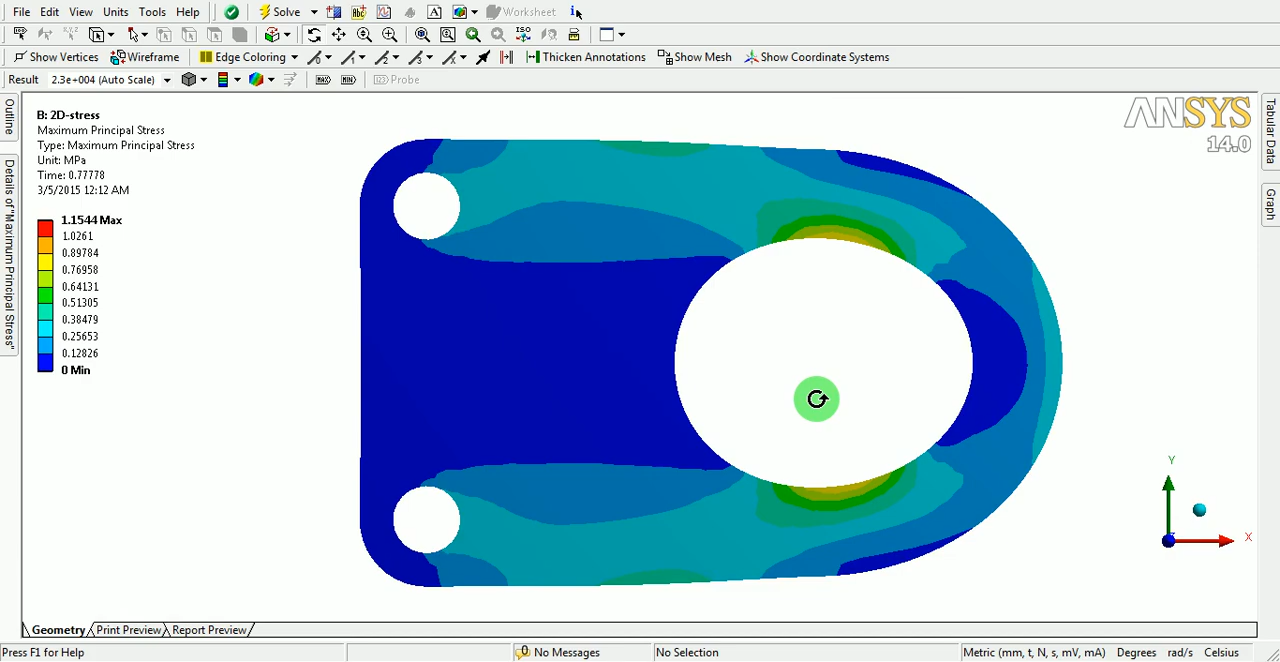 File Edit View Units Tools Help Solve Worksheet
Show Vertices Wireframe Edge Coloring Thicken Annotations Show Mesh Show Coordinate Systems
Result 2.3e+004 (Auto Scale) MAX MIN Probe
Outline
Details of "Maximum Principal Stress"
B: 2D-stress
Maximum Principal Stress
Type: Maximum Principal Stress
Unit: MPa
Time: 0.77778
3/5/2015 12:12 AM
1.1544 Max
1.0261
0.89784
0.76958
0.64131
0.51305
0.38479
0.25653
0.12826
0 Min
ANSYS
14.0
Tabular Data
Graph
Y
X
Geometry Print Preview Report Preview
Press F1 for Help 0 No Messages No Selection Metric (mm, t, N, s, mV, mA) Degrees rad/s Celsius